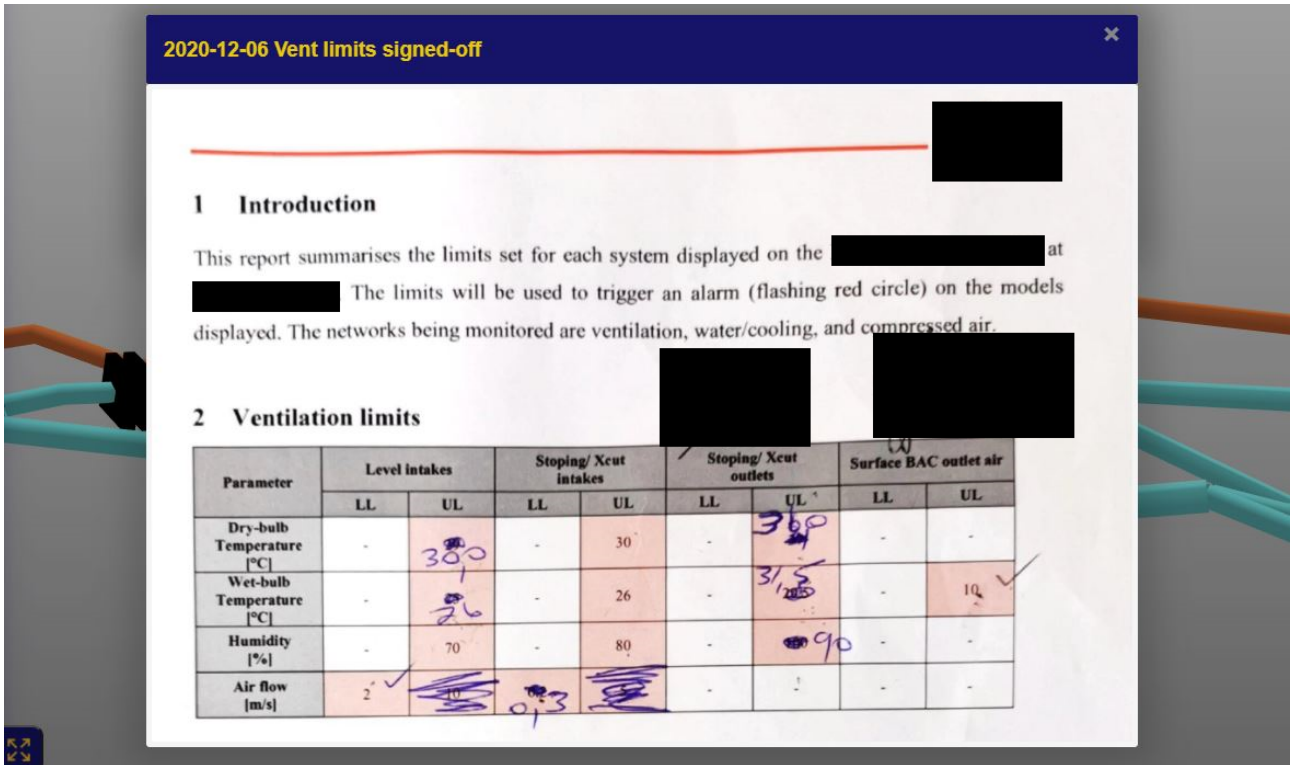 2020-12-06 Vent limits signed-off ×
1 Introduction
This report summarises the limits set for each system displayed on the at
The limits will be used to trigger an alarm (flashing red circle) on the models
displayed. The networks being monitored are ventilation, water/cooling, and compressed air.
2 Ventilation limits
Parameter Level intakes Stoping/ Xcut intakes Stoping/ Xcut outlets Surface BAC outlet air
LL UL LL UL LL UL LL UL
Dry-bulb Temperature [°C] - 30,0 - 30 - - -
Wet-bulb Temperature [°C] - 26 - 26 - 31,5 - 10
Humidity [%] - 70 - 80 - 90 - -
Air flow [m/s] 2 10 0,3 - - - -